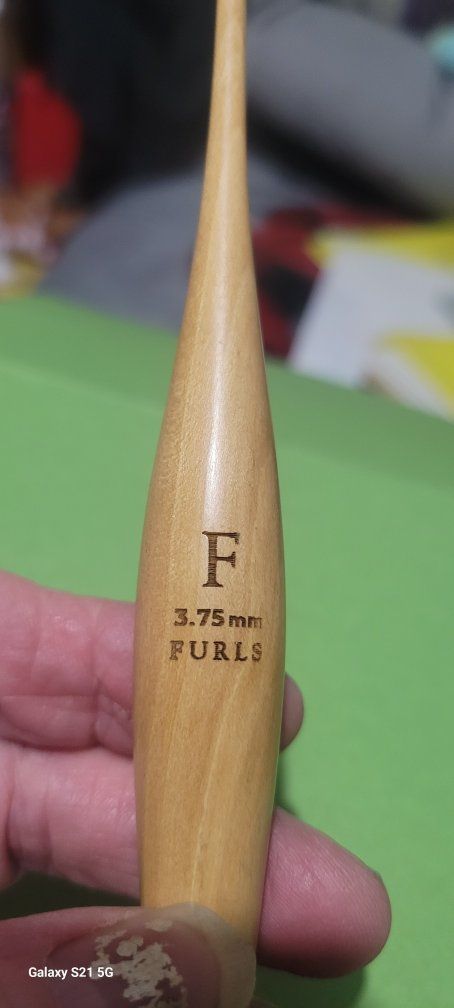 F
3.75mm
FURLS
Galaxy S21 5G